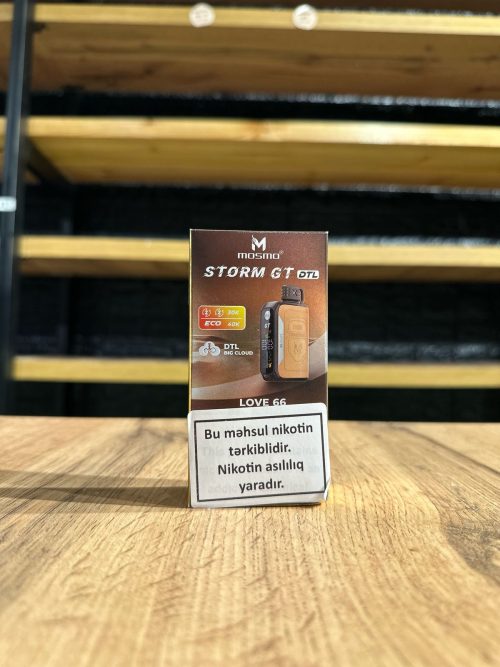 MOSMO®
STORM GT DTL
30K
ECO 60K
DTL
BIG CLOUD
LOVE 66
Bu məhsul nikotin
tərkiblidir.
Nikotin asılılıq
yaradır.